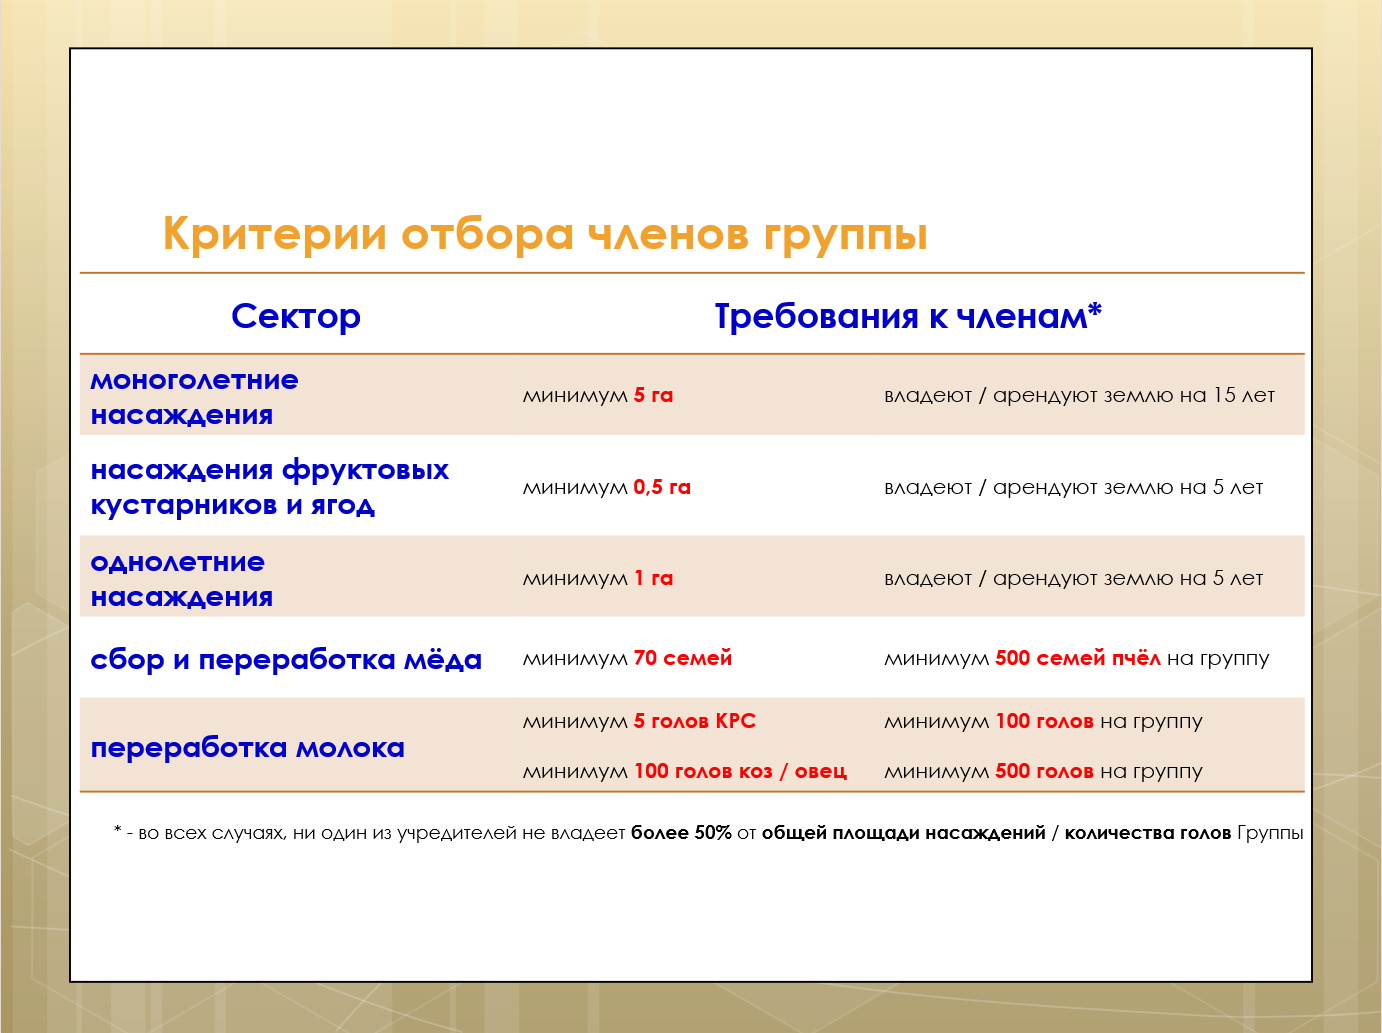 Критерии отбора членов группы
Сектор Требования к членам*
моноголетние
насаждения
минимум 5 га владеют / арендуют землю на 15 лет
насаждения фруктовых
кустарников и ягод
минимум 0,5 га владеют / арендуют землю на 5 лет
однолетние
насаждения
минимум 1 га владеют / арендуют землю на 5 лет
сбор и переработка мёда минимум 70 семей минимум 500 семей пчёл на группу
переработка молока
минимум 5 голов КРС минимум 100 голов на группу
минимум 100 голов коз / овец минимум 500 голов на группу
* - во всех случаях, ни один из учредителей не владеет более 50% от общей площади насаждений / количества голов Группы